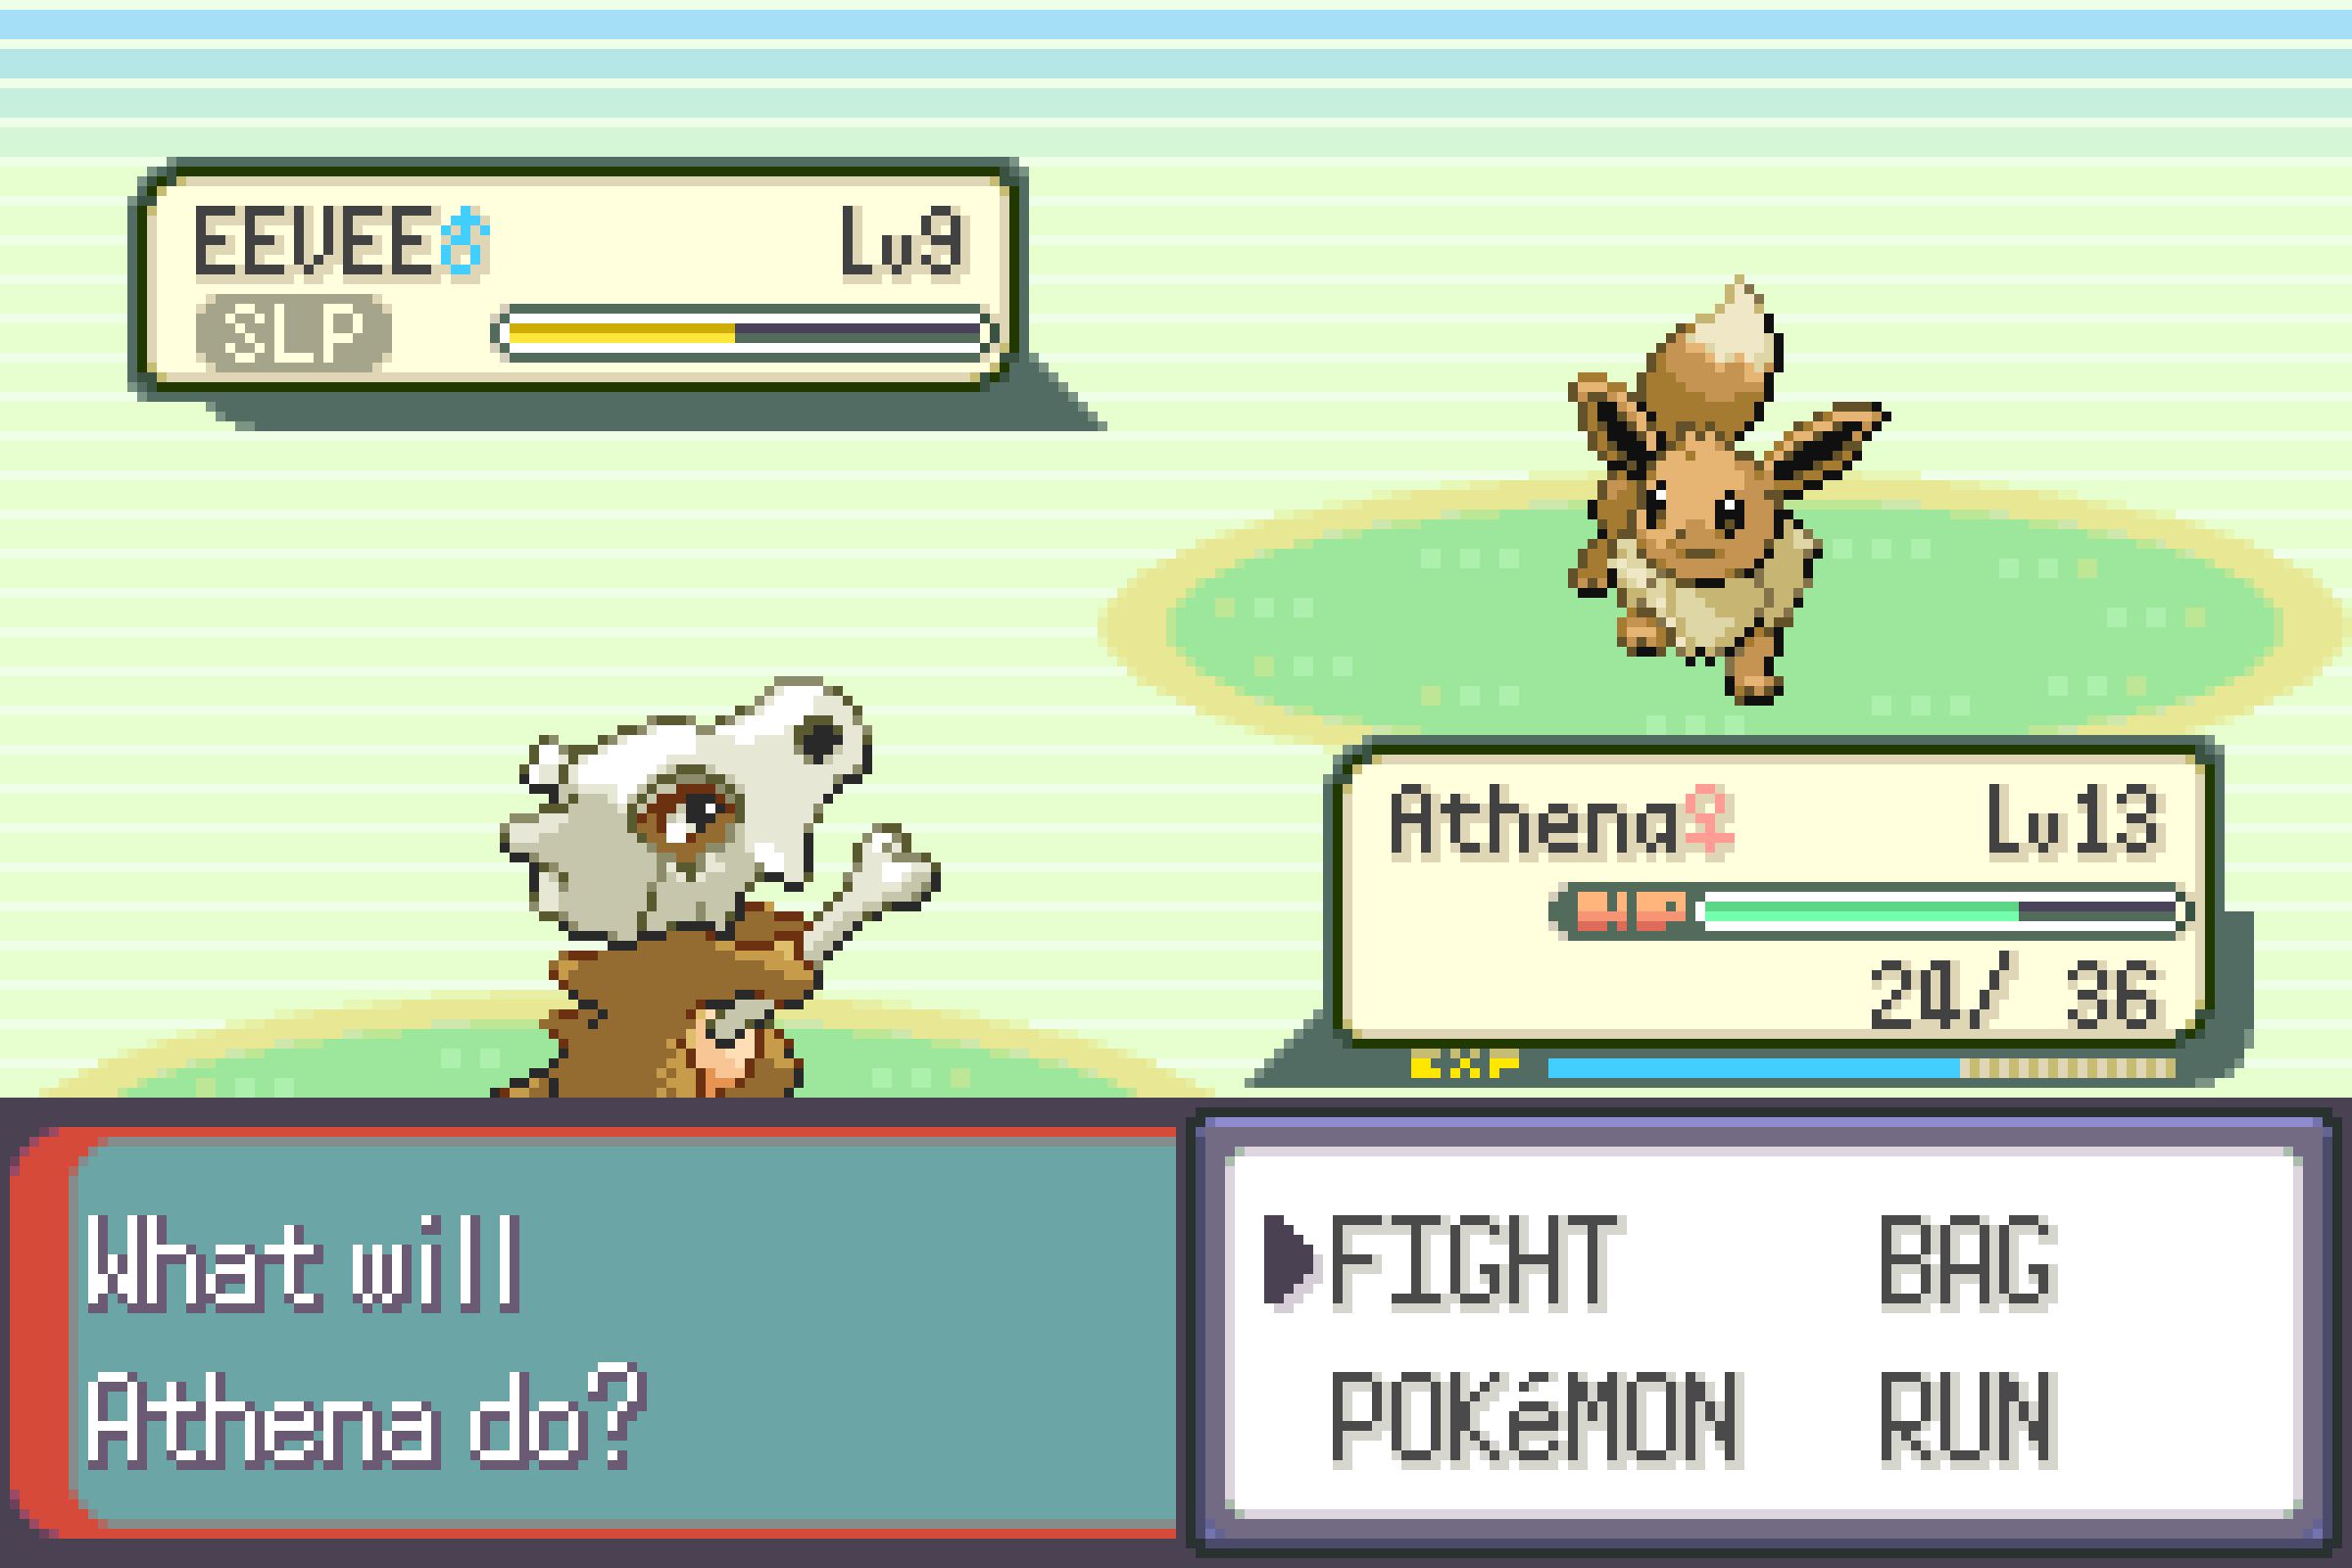 EEVEE♂ Lv9
SLP
Athena♀ Lv13
HP
24/ 36
EXP
What will
Athena do?
FIGHT BAG
POKéMON RUN